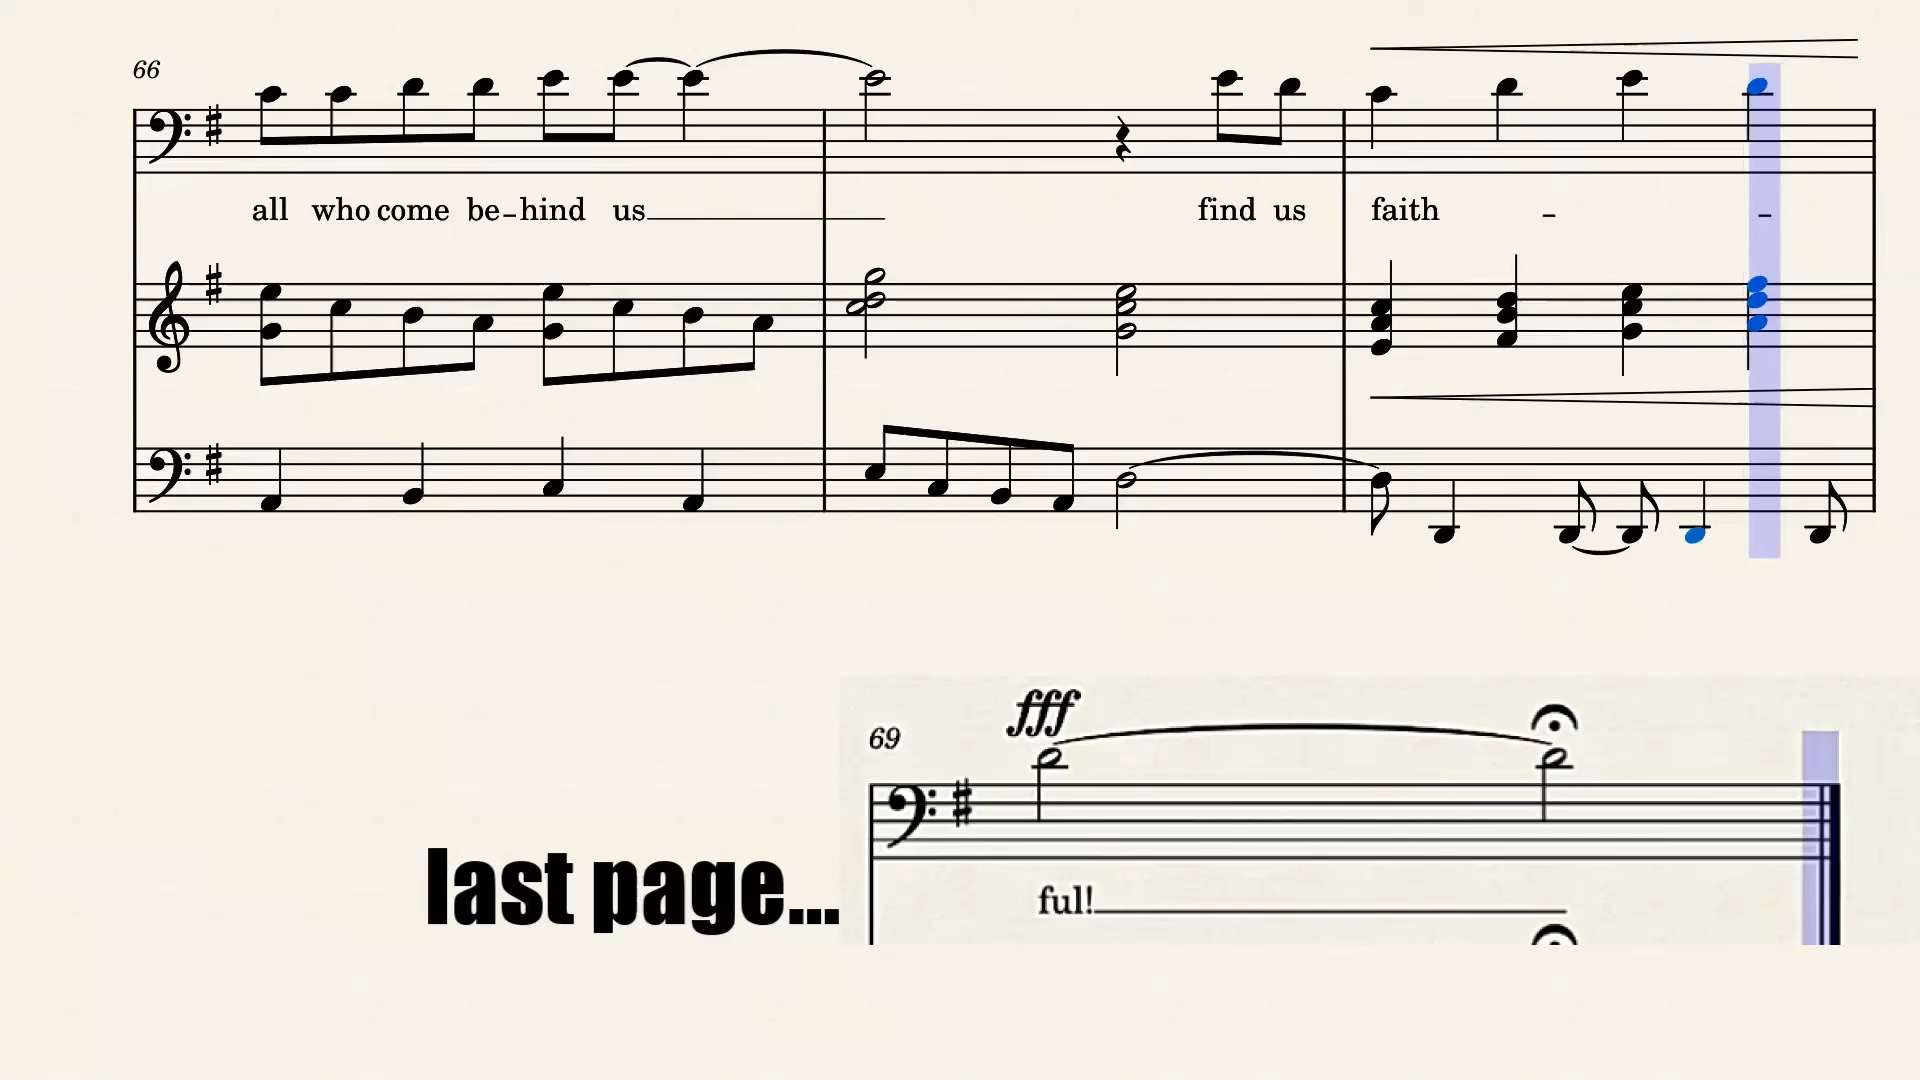 66
all who come be-hind us find us faith - -
fff
69
ful!
last page...